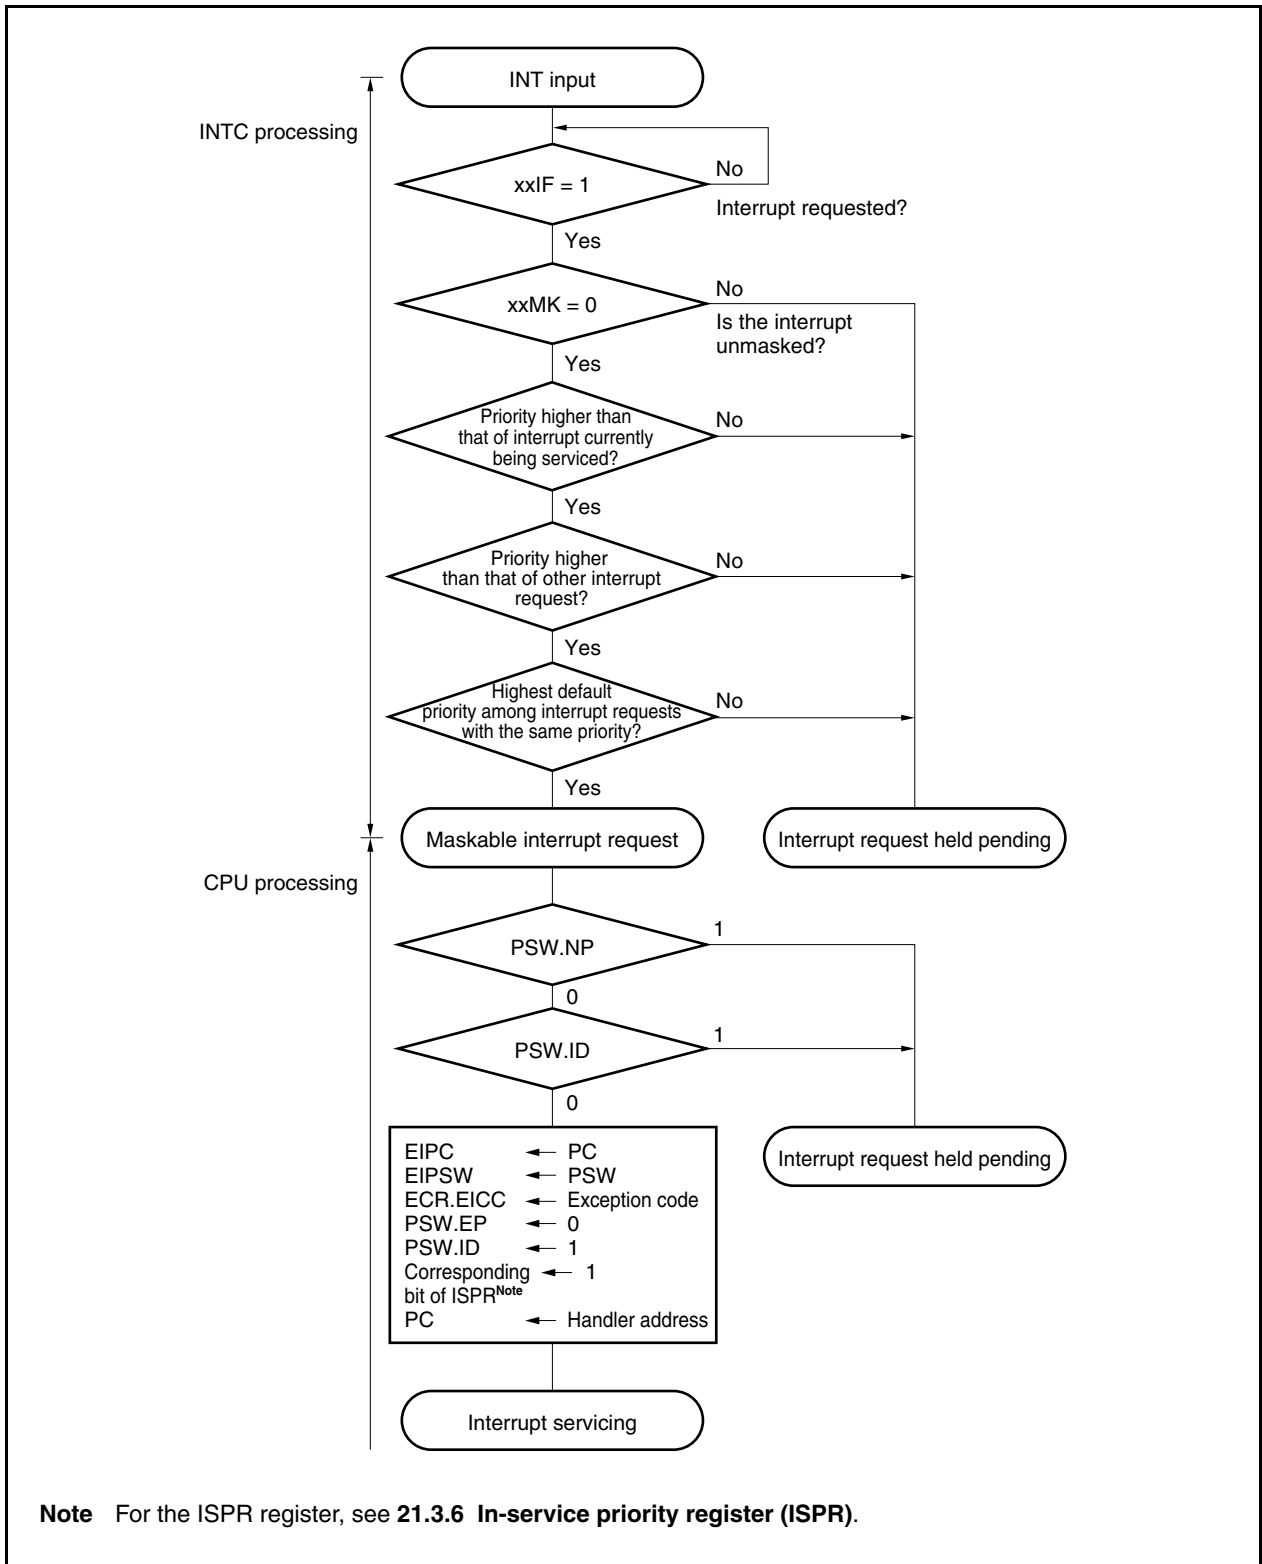 INT input
INTC processing
xxIF = 1
No
Interrupt requested?
Yes
xxMK = 0
No
Is the interrupt
unmasked?
Yes
Priority higher than
that of interrupt currently
being serviced?
No
Yes
Priority higher
than that of other interrupt
request?
No
Yes
Highest default
priority among interrupt requests
with the same priority?
No
Yes
Maskable interrupt request
Interrupt request held pending
CPU processing
PSW.NP
1
0
PSW.ID
1
0
EIPC ← PC
EIPSW ← PSW
ECR.EICC ← Exception code
PSW.EP ← 0
PSW.ID ← 1
Corresponding ← 1
bit of ISPRNote
PC ← Handler address
Interrupt request held pending
Interrupt servicing
Note For the ISPR register, see 21.3.6 In-service priority register (ISPR).